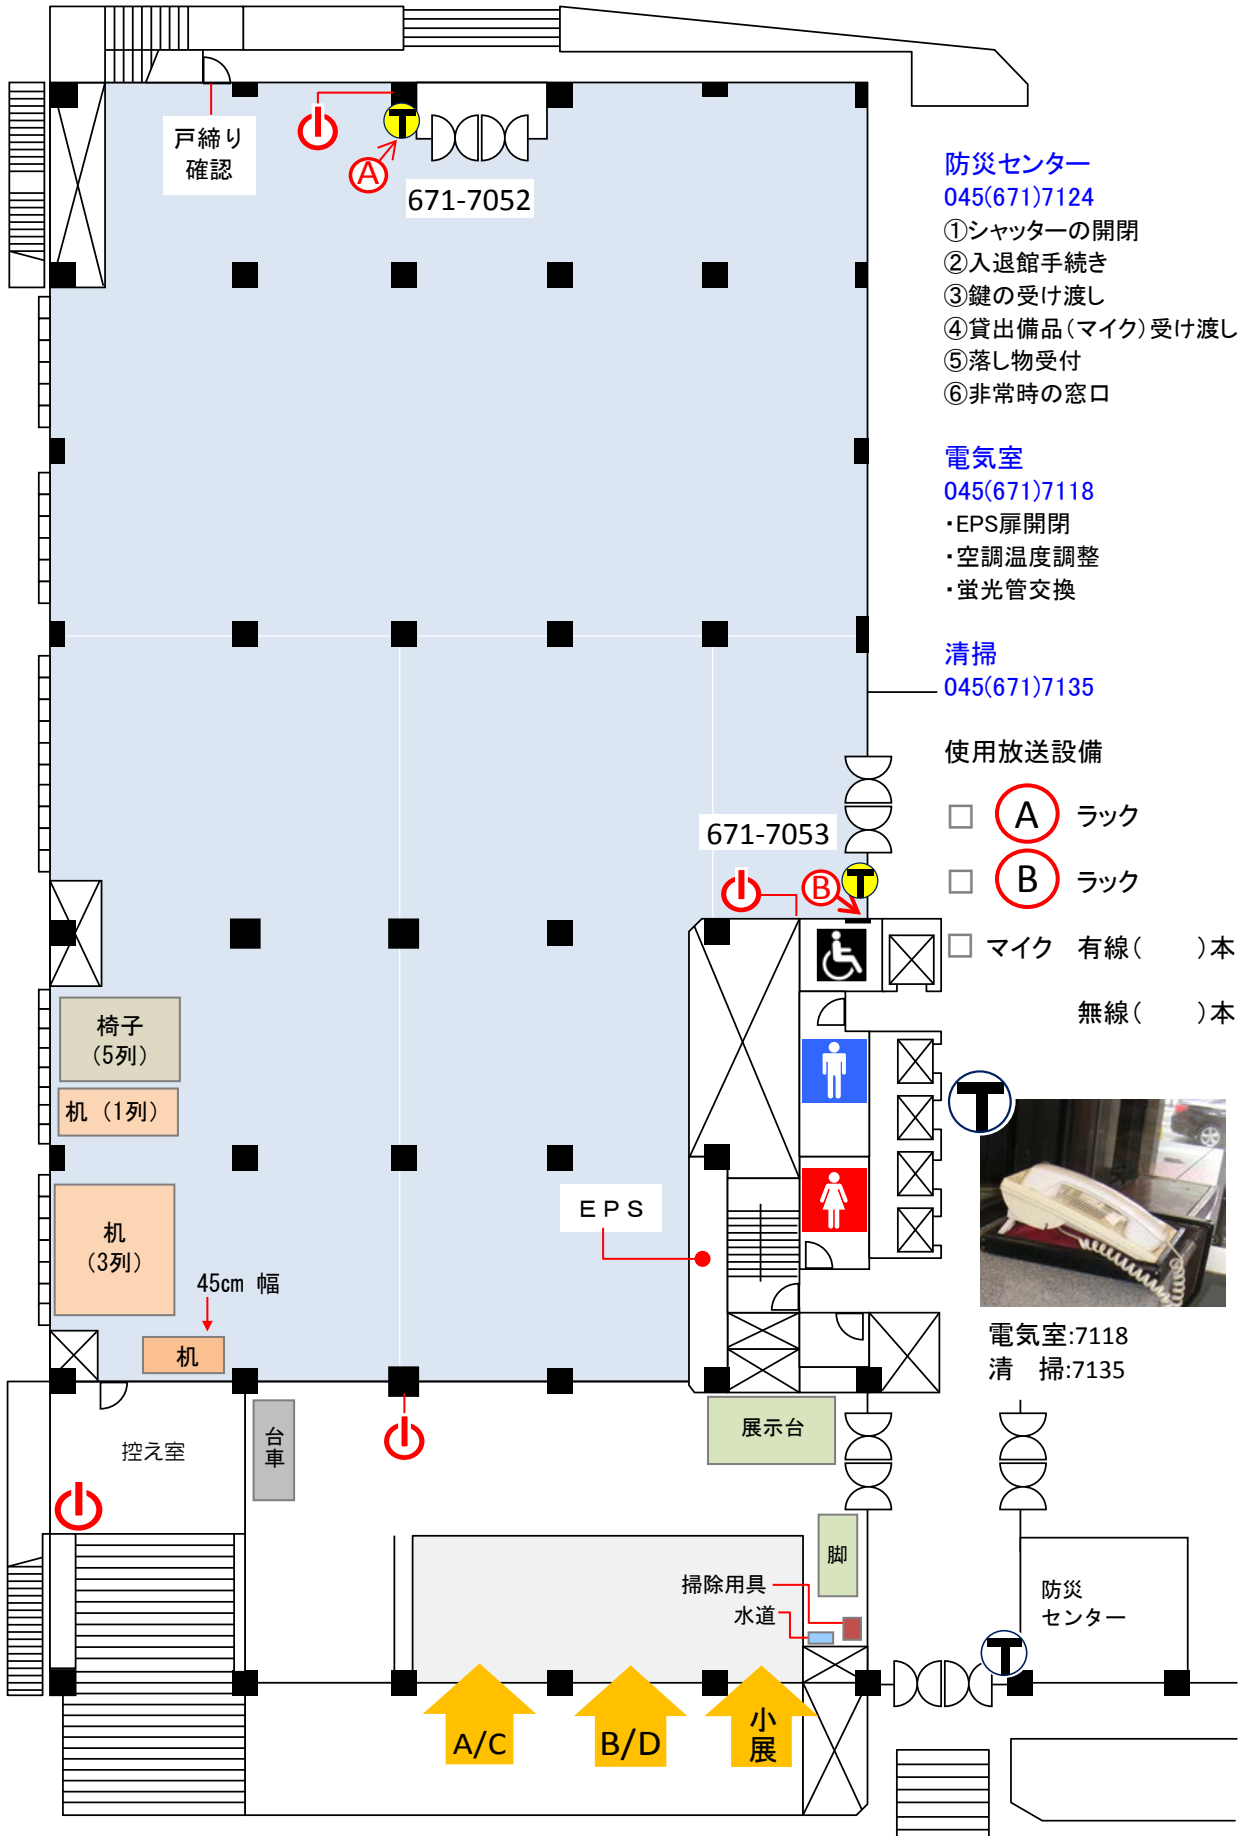 戸締り
確認
A
T
671-7052
防災センター
045(671)7124
①シャッターの開閉
②入退館手続き
③鍵の受け渡し
④貸出備品(マイク)受け渡し
⑤落し物受付
⑥非常時の窓口
電気室
045(671)7118
・EPS扉開閉
・空調温度調整
・蛍光管交換
清掃
045(671)7135
使用放送設備
□ A ラック
□ B ラック
□ マイク 有線( )本
無線( )本
671-7053
B
T
椅子
(5列)
机 (1列)
机
(3列)
45cm 幅
机
EPS
T
電気室:7118
清 掃:7135
控え室
台車
展示台
脚
掃除用具
水道
防災
センター
T
A/C
B/D
小展